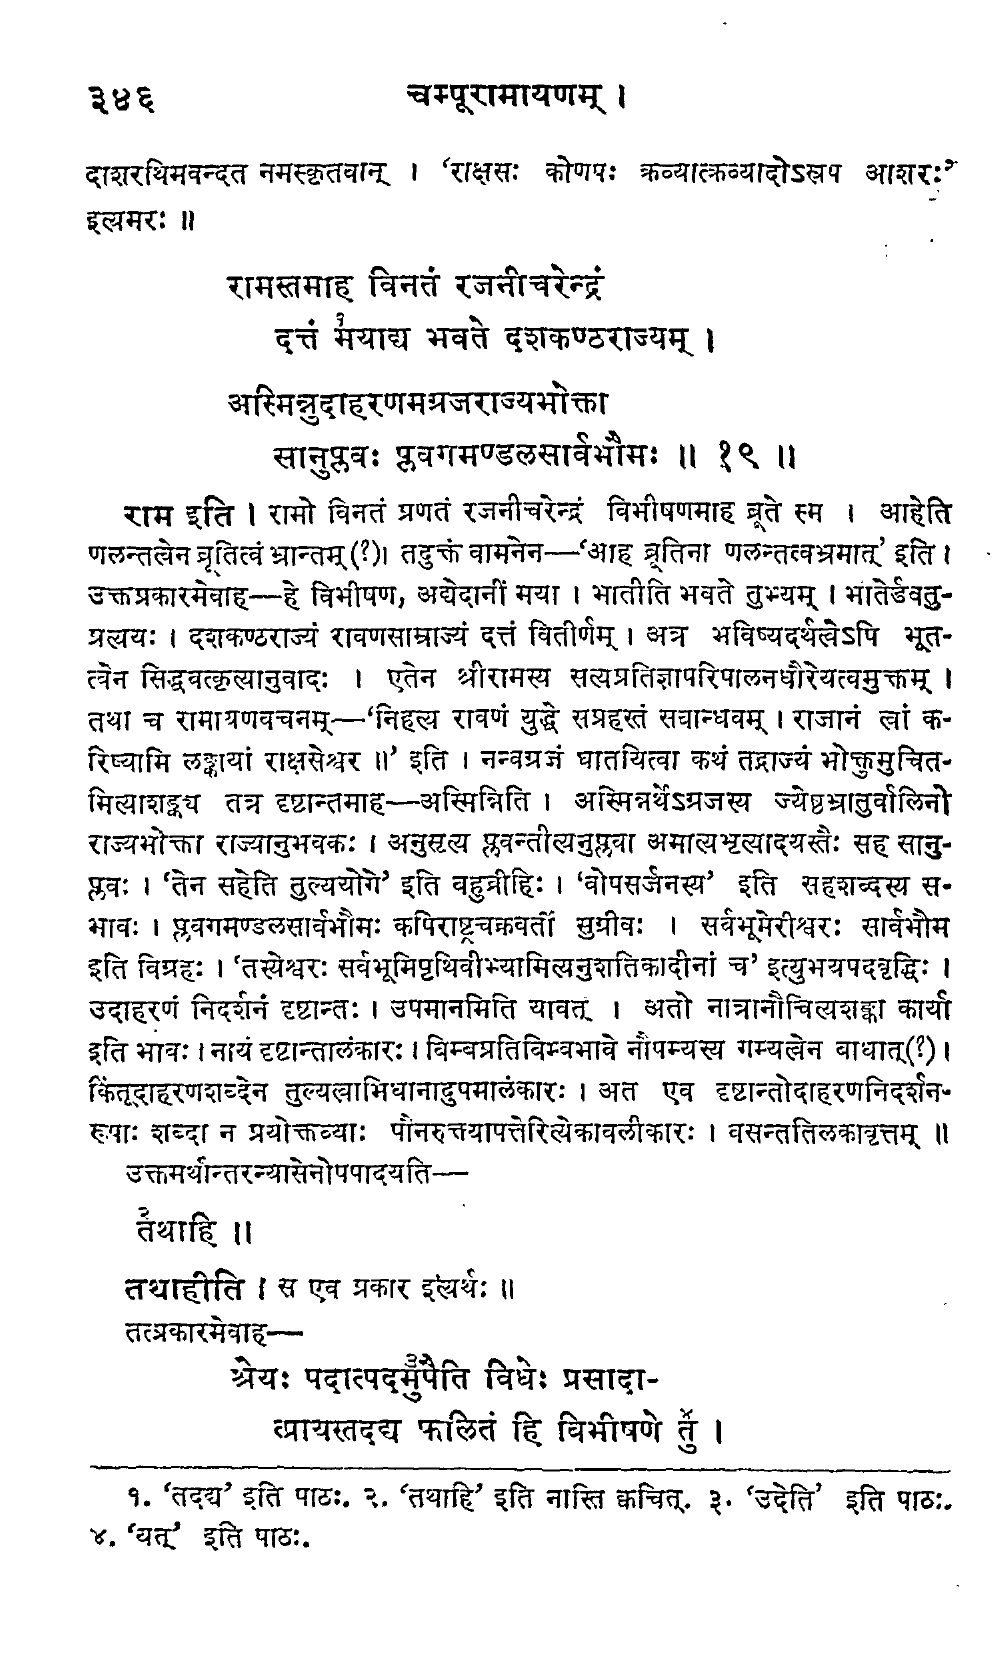 ३४६ चम्पूरामायणम् ।
दाशरथिमवन्दत नमस्कृतवान् । ‘राक्षसः कोणपः क्रव्यात्क्रव्यादोऽस्रप आशरः’
इत्यमरः ॥
रामस्तमाह विनतं रजनीचरेन्द्रं
दत्तं मयाद्य भवते दशकण्ठराज्यम् ।
अस्मिन्नुदाहरणमग्रजराज्यभोक्ता
सानुप्लवः प्लवगमण्डलसार्वभौमः ॥ १९ ॥
राम इति । रामो विनतं प्रणतं रजनीचरेन्द्रं विभीषणमाह ब्रूते स्म । आहेति
णलन्तत्वेन ब्रूतित्वं भ्रान्तम् (?)। तदुक्तं वामनेन—‘आह ब्रूतिना णलन्तत्वभ्रमात्’ इति ।
उक्तप्रकारमेवाह—हे विभीषण, अद्येदानीं मया । भातीति भवते तुभ्यम् । भातेर्डवतु-
प्रत्ययः । दशकण्ठराज्यं रावणसाम्राज्यं दत्तं वितीर्णम् । अत्र भविष्यदर्थत्वेऽपि भूत-
त्वेन सिद्धवत्कृत्यानुवादः । एतेन श्रीरामस्य सत्यप्रतिज्ञापरिपालनधौरेयत्वमुक्तम् ।
तथा च रामायणवचनम्—‘निहत्य रावणं युद्धे सप्रहस्तं सबान्धवम् । राजानं त्वां क-
रिष्यामि लङ्कायां राक्षसेश्वर ॥’ इति । नन्वग्रजं घातयित्वा कथं तद्राज्यं भोक्तुमुचित-
मित्याशङ्क्य तत्र दृष्टान्तमाह—अस्मिन्निति । अस्मिन्नर्थेऽग्रजस्य ज्येष्ठभ्रातुर्वालिनो
राज्यभोक्ता राज्यानुभवकः । अनुसृत्य प्लवन्तीत्यनुप्लवा अमात्यभृत्यादयस्तैः सह सानु-
प्लवः । ‘तेन सहेति तुल्ययोगे’ इति बहुव्रीहिः । ‘वोपसर्जनस्य’ इति सहशब्दस्य स-
भावः । प्लवगमण्डलसार्वभौमः कपिराष्ट्रचक्रवर्ती सुग्रीवः । सर्वभूमेरीश्वरः सार्वभौम
इति विग्रहः । ‘तस्येश्वरः सर्वभूमिपृथिवीभ्यामित्यनुशतिकादीनां च’ इत्युभयपदवृद्धिः ।
उदाहरणं निदर्शनं दृष्टान्तः । उपमानमिति यावत् । अतो नात्रानौचित्यशङ्का कार्या
इति भावः । नायं दृष्टान्तालंकारः । बिम्बप्रतिबिम्बभावे नौपम्यस्य गम्यत्वेन बाधात्(?)।
किंतूदाहरणशब्देन तुल्यत्वाभिधानादुपमालंकारः । अत एव दृष्टान्तोदाहरणनिदर्शन-
रूपाः शब्दा न प्रयोक्तव्याः पौनरुक्त्यापत्तेरित्येकावलीकारः । वसन्ततिलकावृत्तम् ॥
उक्तमर्थान्तरन्यासेनोपपादयति—
तथाहि ॥
तथाहीति । स एव प्रकार इत्यर्थः ॥
तत्प्रकारमेवाह—
श्रेयः पदात्पदमुपैति विधेः प्रसादा-
त्प्रायस्तदद्य फलितं हि विभीषणे तु ।
१. ‘तदद्य’ इति पाठः. २. ‘तथाहि’ इति नास्ति क्वचित्. ३. ‘उदेति’ इति पाठः.
४. ‘यत्’ इति पाठः.